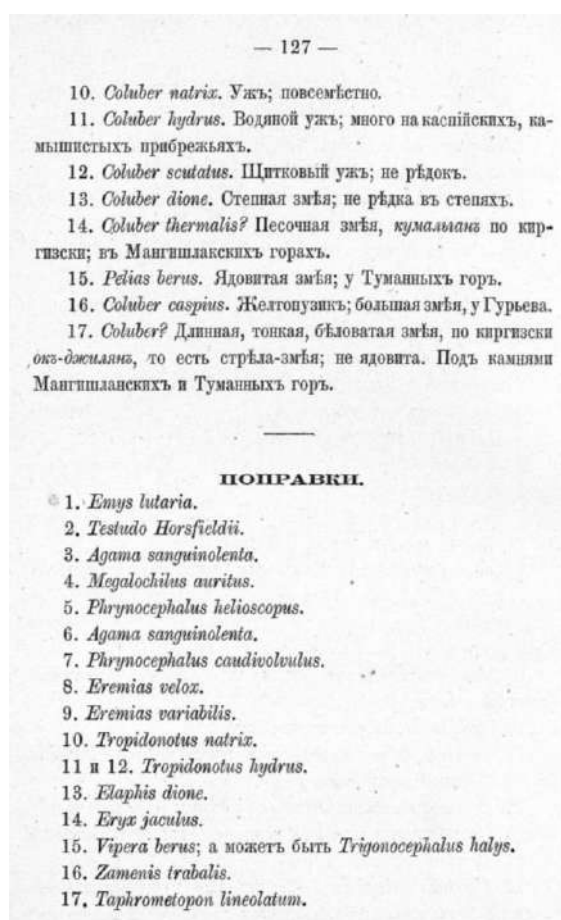 — 127 —
10. Coluber natrix. Ужъ; повсемѣстно.
11. Coluber hydrus. Водяной ужъ; много на каспійскихъ, ка-
мышистыхъ прибрежьяхъ.
12. Coluber scutatus. Щитковый ужъ; не рѣдокъ.
13. Coluber dione. Степная змѣя; не рѣдка въ степяхъ.
14. Coluber thermalis? Песочная змѣя, кумалыганъ по кир-
гизски; въ Мангишлакскихъ горахъ.
15. Pelias berus. Ядовитая змѣя; у Туманныхъ горъ.
16. Coluber caspius. Желтопузикъ; большая змѣя, у Гурьева.
17. Coluber? Длинная, тонкая, бѣловатая змѣя, по киргизски
окъ-джилянъ, то есть стрѣла-змѣя; не ядовита. Подъ камнями
Мангишланскихъ и Туманныхъ горъ.
ПОПРАВКИ.
1. Emys lutaria.
2. Testudo Horsfieldii.
3. Agama sanguinolenta.
4. Megalochilus auritus.
5. Phrynocephalus helioscopus.
6. Agama sanguinolenta.
7. Phrynocephalus caudivolvulus.
8. Eremias velox.
9. Eremias variabilis.
10. Tropidonotus natrix.
11 и 12. Tropidonotus hydrus.
13. Elaphis dione.
14. Eryx jaculus.
15. Vipera berus; а можетъ быть Trigonocephalus halys.
16. Zamenis trabalis.
17. Taphrometopon lineolatum.